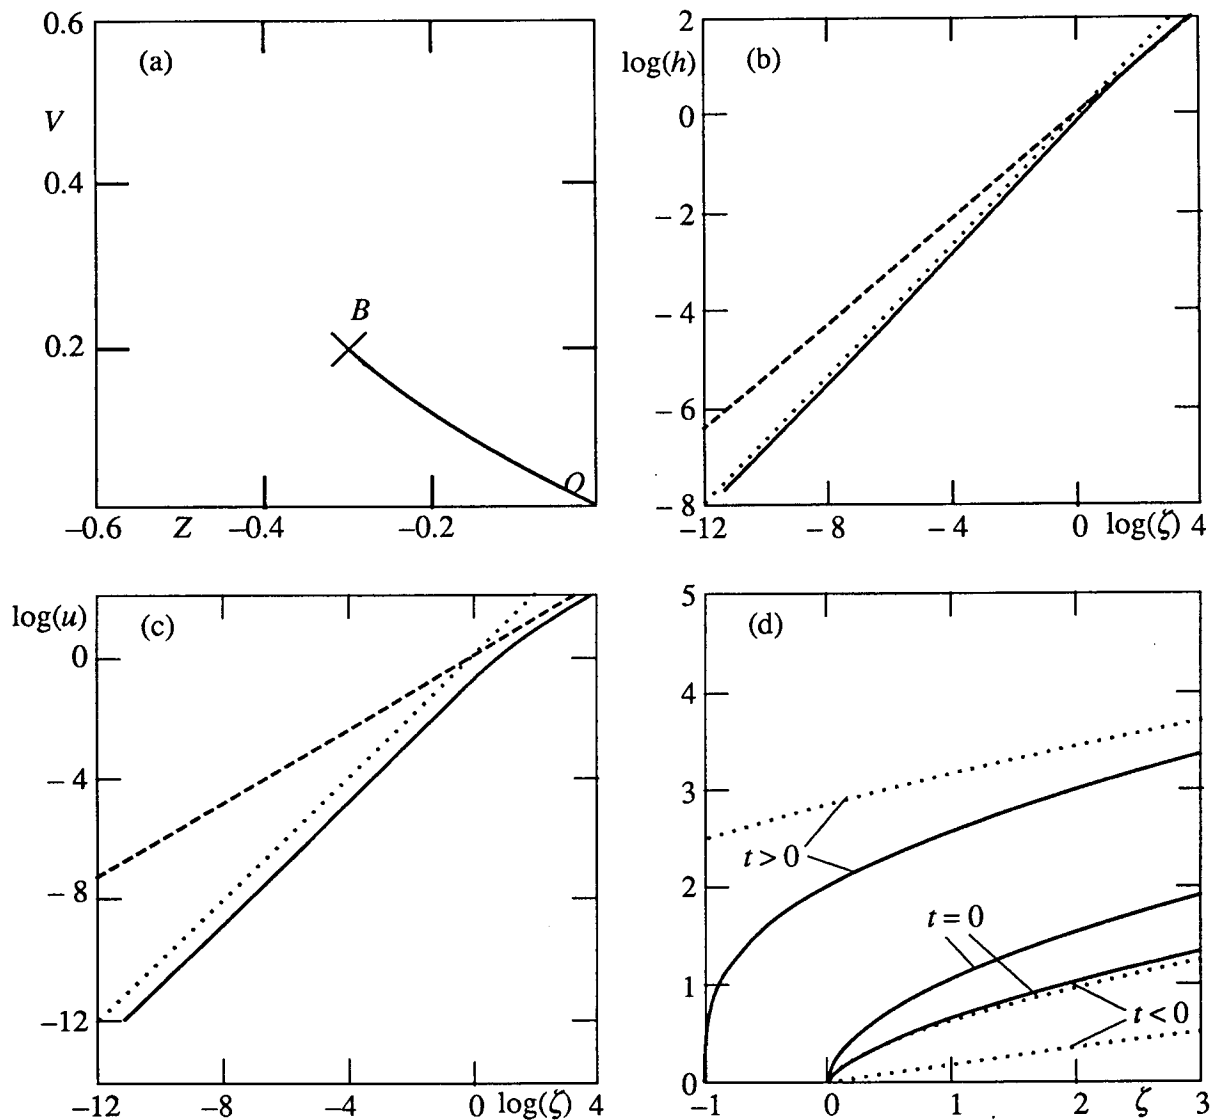 0.6
(a)
V
0.4
B
0.2
O
−0.6 Z −0.4 −0.2
2
log(h) (b)
0
−2
−4
−6
−8
−12 −8 −4 0 log(ζ) 4
log(u) (c)
0
−4
−8
−12
−12 −8 −4 0 log(ζ) 4
5
(d)
4
3
t > 0
2
t = 0
1
t < 0
0
−1 0 1 2 ζ 3